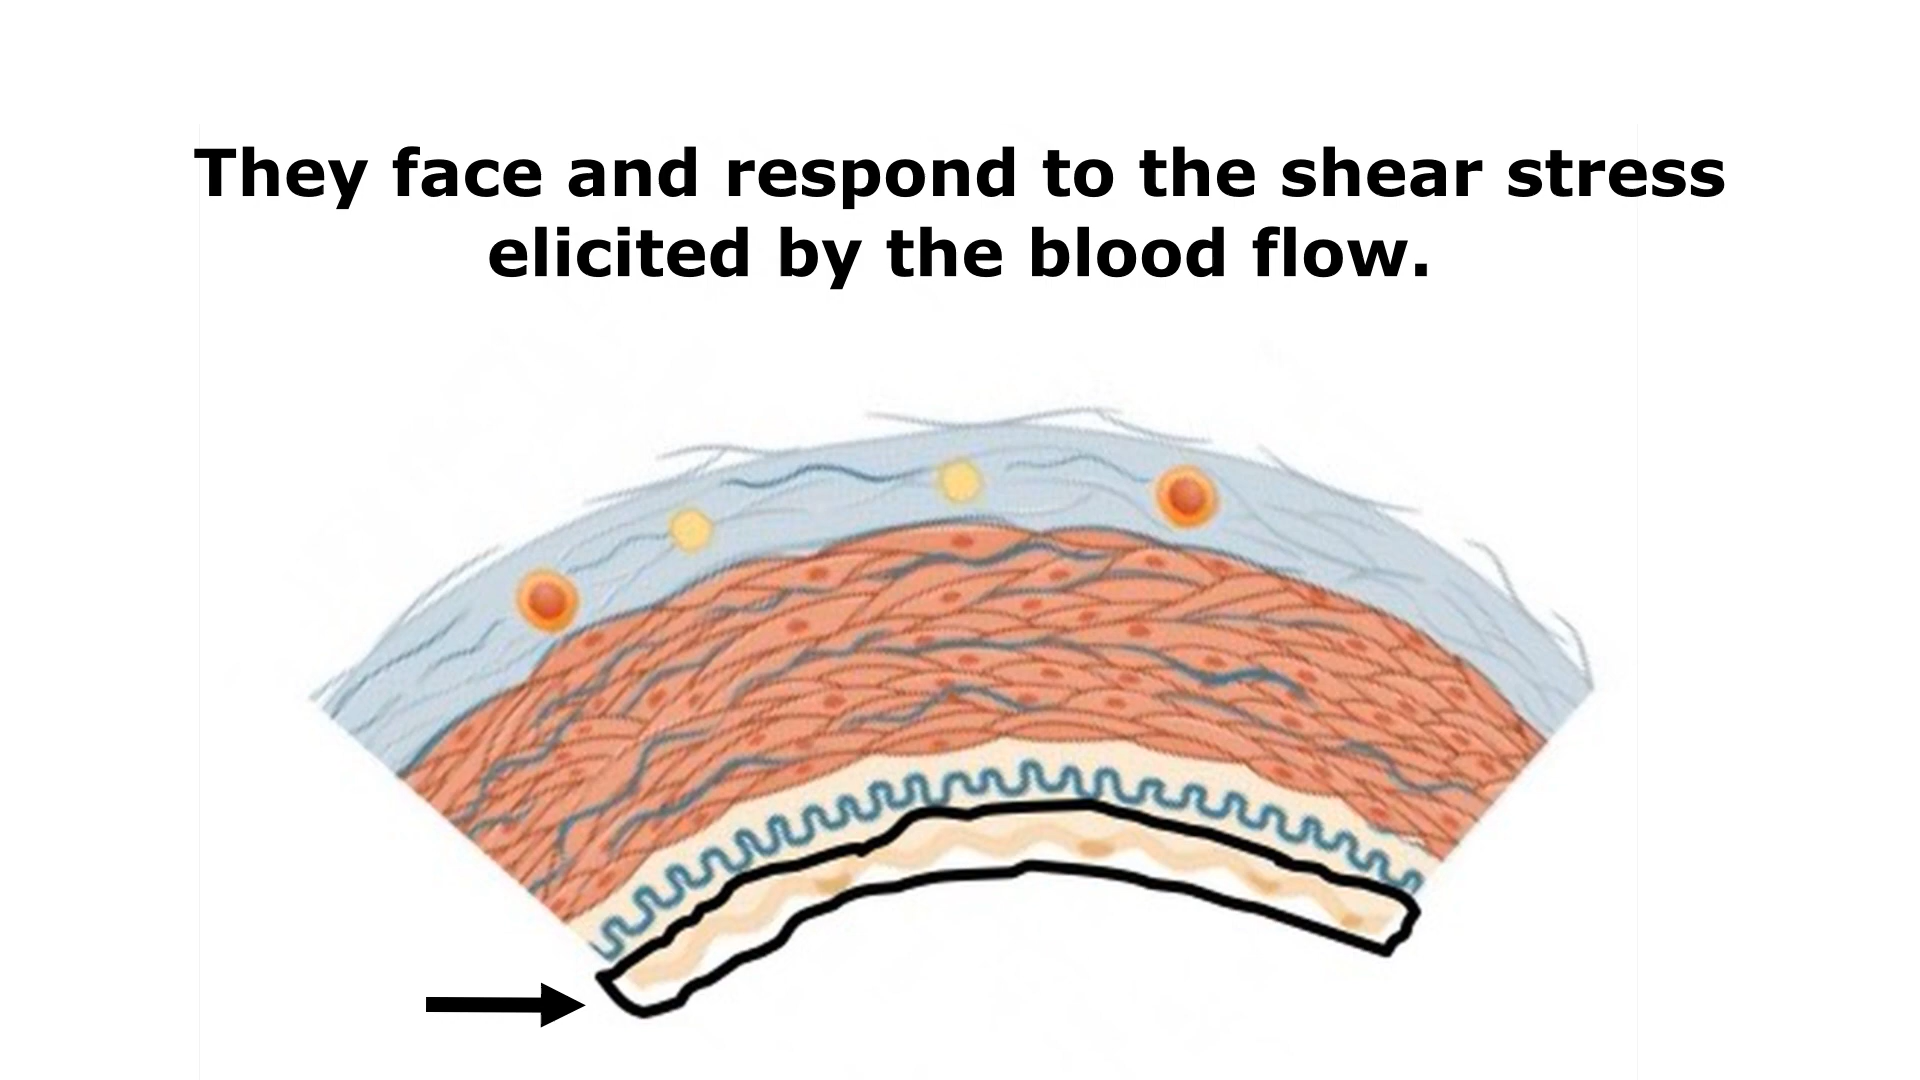 They face and respond to the shear stress
elicited by the blood flow.